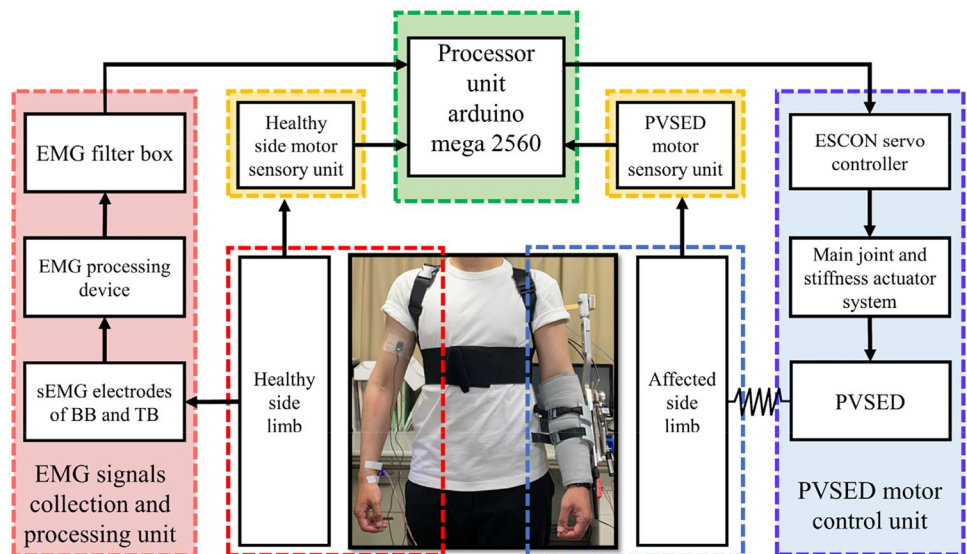 Processor
unit
arduino
mega 2560
EMG filter box
Healthy
side motor
sensory unit
PVSED
motor
sensory unit
ESCON servo
controller
EMG processing
device
Main joint and
stiffness actuator
system
sEMG electrodes
of BB and TB
Healthy
side
limb
Affected
side
limb
PVSED
EMG signals
collection and
processing unit
PVSED motor
control unit